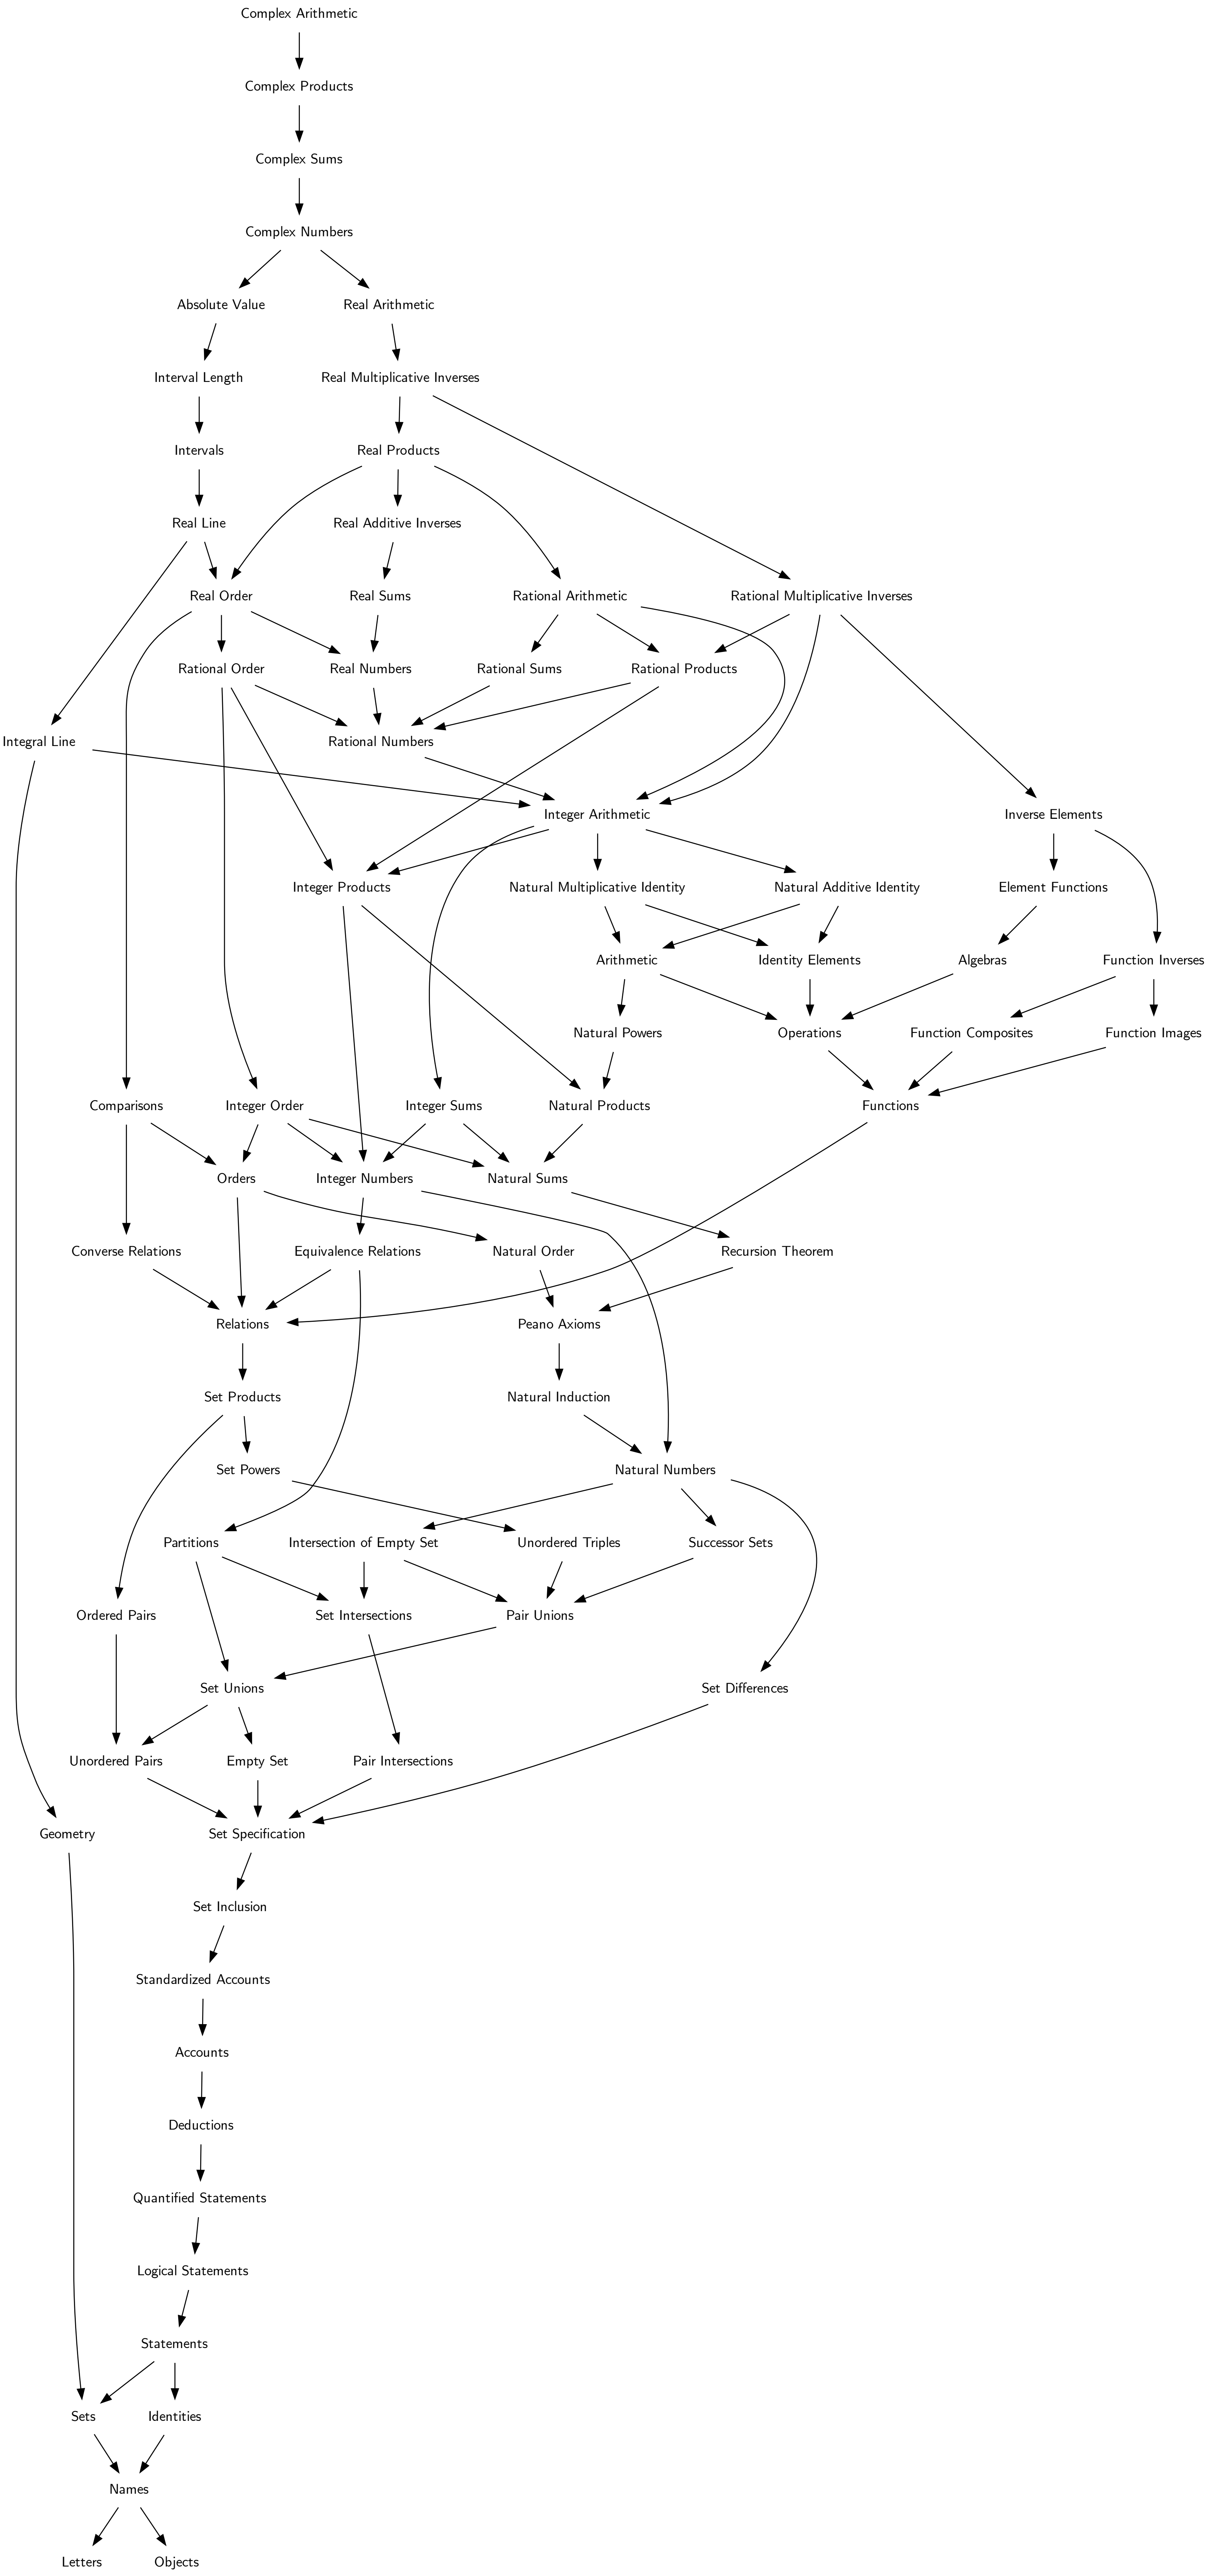 Complex Arithmetic
Complex Products
Complex Sums
Complex Numbers
Absolute Value
Real Arithmetic
Interval Length
Real Multiplicative Inverses
Intervals
Real Products
Real Line
Real Additive Inverses
Real Order
Real Sums
Rational Arithmetic
Rational Multiplicative Inverses
Rational Order
Real Numbers
Rational Sums
Rational Products
Integral Line
Rational Numbers
Integer Arithmetic
Inverse Elements
Integer Products
Natural Multiplicative Identity
Natural Additive Identity
Element Functions
Arithmetic
Identity Elements
Algebras
Function Inverses
Natural Powers
Operations
Function Composites
Function Images
Comparisons
Integer Order
Integer Sums
Natural Products
Functions
Orders
Integer Numbers
Natural Sums
Converse Relations
Equivalence Relations
Natural Order
Recursion Theorem
Relations
Peano Axioms
Set Products
Natural Induction
Set Powers
Natural Numbers
Partitions
Intersection of Empty Set
Unordered Triples
Successor Sets
Ordered Pairs
Set Intersections
Pair Unions
Set Unions
Set Differences
Unordered Pairs
Empty Set
Pair Intersections
Geometry
Set Specification
Set Inclusion
Standardized Accounts
Accounts
Deductions
Quantified Statements
Logical Statements
Statements
Sets
Identities
Names
Letters
Objects